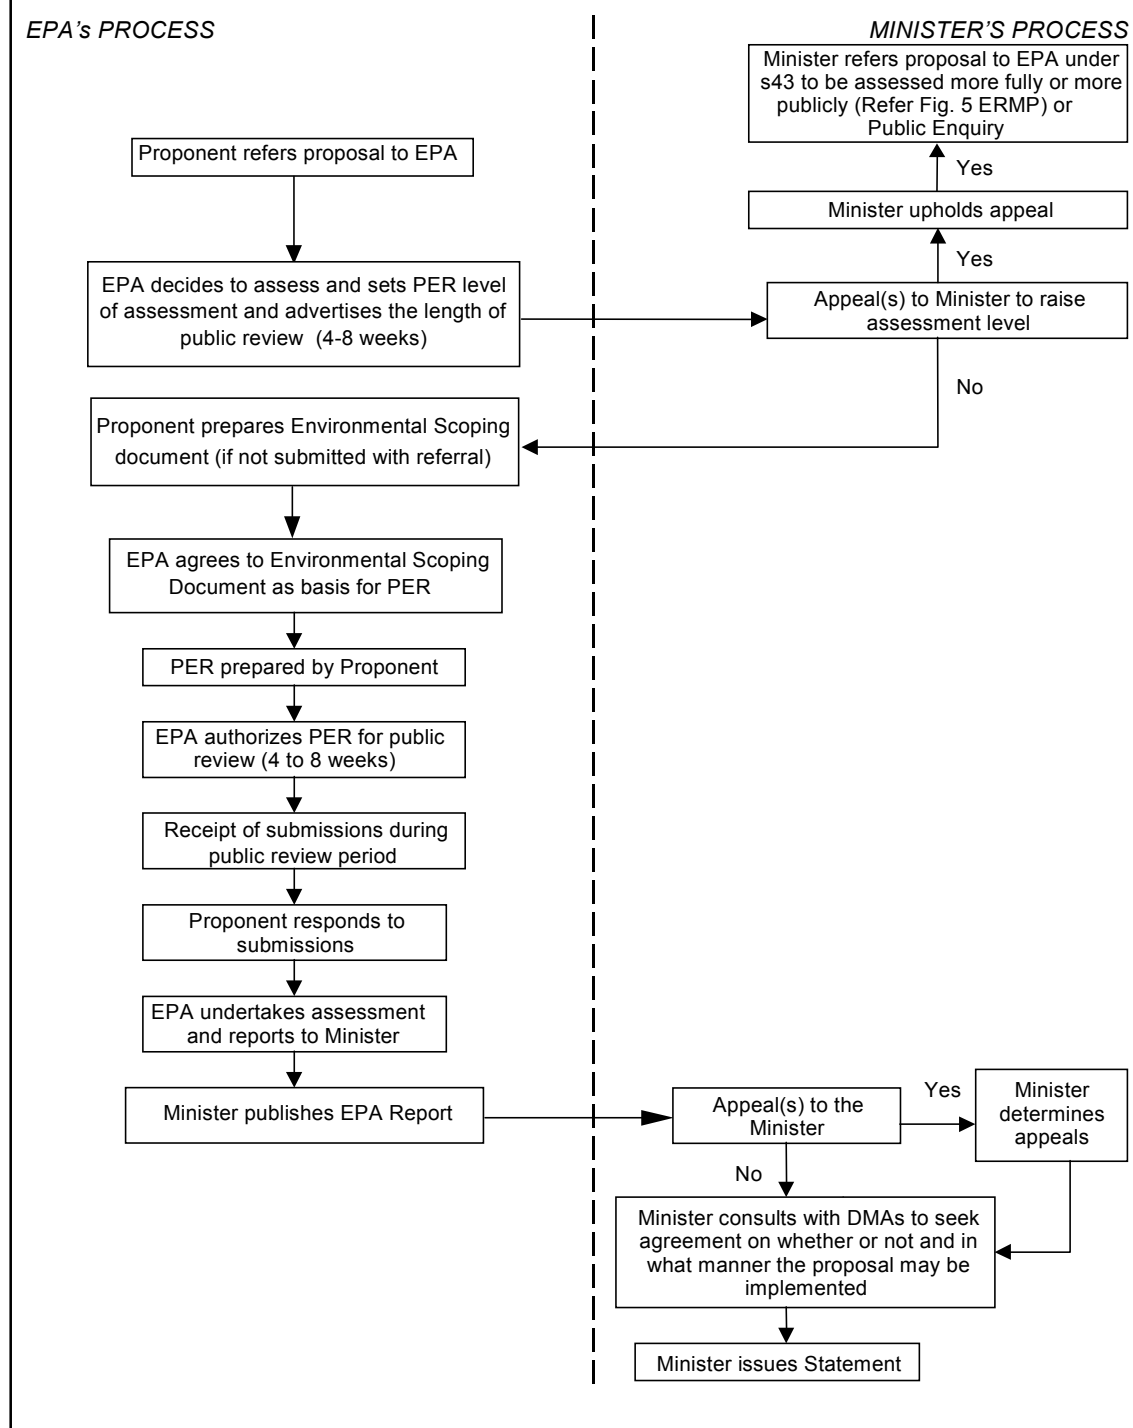 EPA's PROCESS
MINISTER'S PROCESS
Minister refers proposal to EPA under
s43 to be assessed more fully or more
publicly (Refer Fig. 5 ERMP) or
Public Enquiry
Proponent refers proposal to EPA
Yes
Minister upholds appeal
Yes
EPA decides to assess and sets PER level
of assessment and advertises the length of
public review (4-8 weeks)
Appeal(s) to Minister to raise
assessment level
No
Proponent prepares Environmental Scoping
document (if not submitted with referral)
EPA agrees to Environmental Scoping
Document as basis for PER
PER prepared by Proponent
EPA authorizes PER for public
review (4 to 8 weeks)
Receipt of submissions during
public review period
Proponent responds to
submissions
EPA undertakes assessment
and reports to Minister
Minister publishes EPA Report
Appeal(s) to the
Minister
Yes
Minister
determines
appeals
No
Minister consults with DMAs to seek
agreement on whether or not and in
what manner the proposal may be
implemented
Minister issues Statement